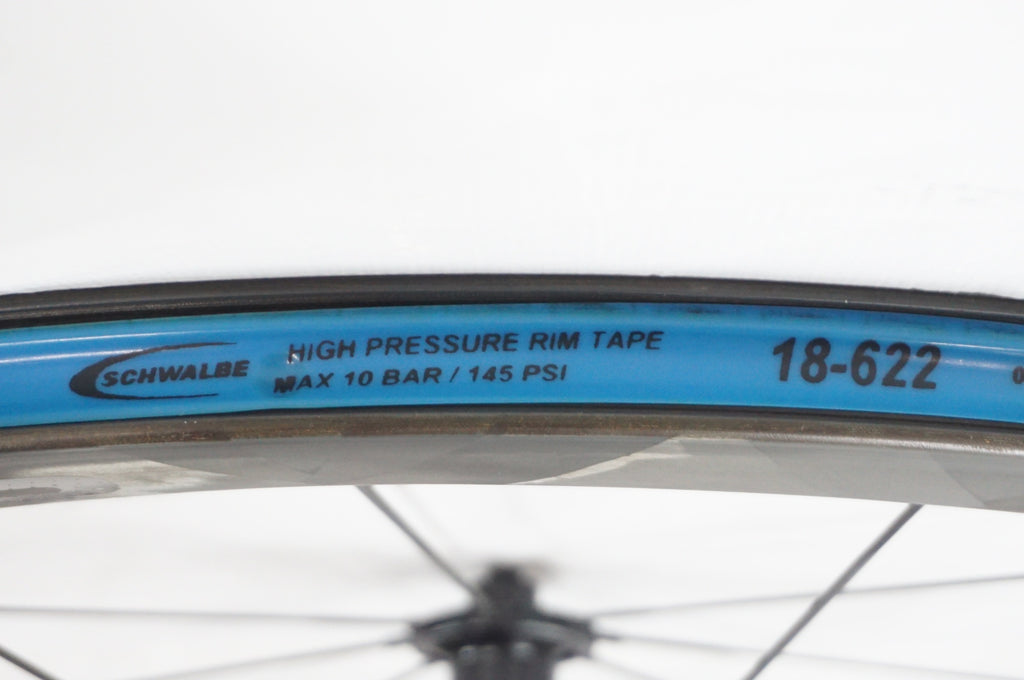 SCHWALBE
HIGH PRESSURE RIM TAPE
MAX 10 BAR / 145 PSI
18-622